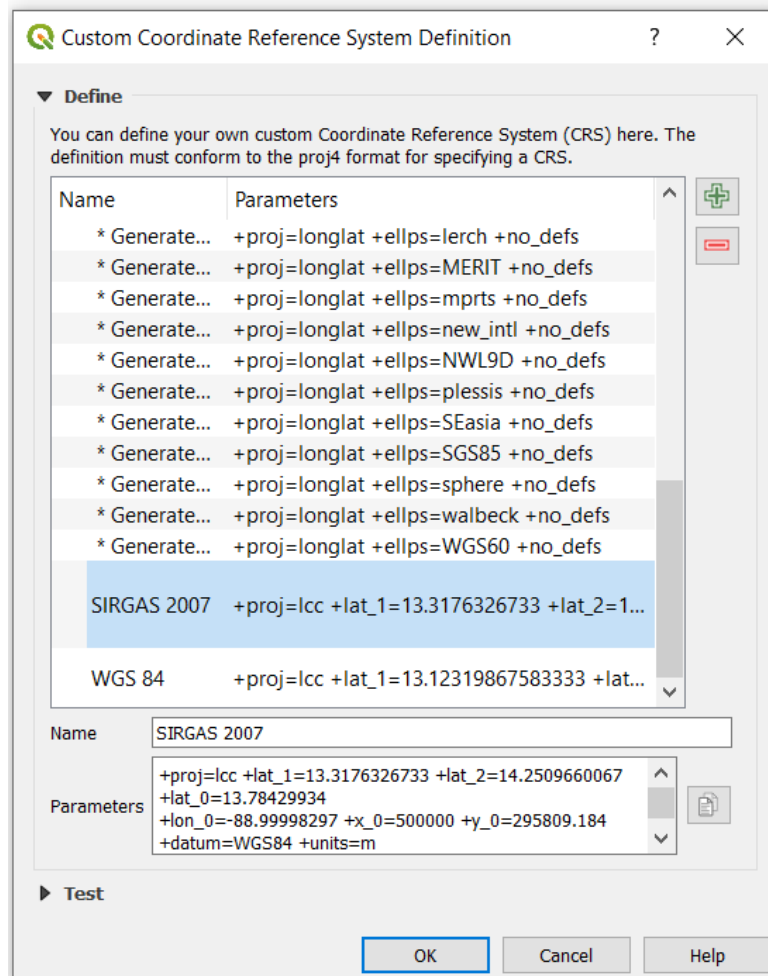 Custom Coordinate Reference System Definition ? ×
Define
You can define your own custom Coordinate Reference System (CRS) here. The
definition must conform to the proj4 format for specifying a CRS.
Name Parameters
* Generate... +proj=longlat +ellps=lerch +no_defs
* Generate... +proj=longlat +ellps=MERIT +no_defs
* Generate... +proj=longlat +ellps=mprts +no_defs
* Generate... +proj=longlat +ellps=new_intl +no_defs
* Generate... +proj=longlat +ellps=NWL9D +no_defs
* Generate... +proj=longlat +ellps=plessis +no_defs
* Generate... +proj=longlat +ellps=SEasia +no_defs
* Generate... +proj=longlat +ellps=SGS85 +no_defs
* Generate... +proj=longlat +ellps=sphere +no_defs
* Generate... +proj=longlat +ellps=walbeck +no_defs
* Generate... +proj=longlat +ellps=WGS60 +no_defs
SIRGAS 2007 +proj=lcc +lat_1=13.3176326733 +lat_2=1...
WGS 84 +proj=lcc +lat_1=13.12319867583333 +lat...
Name SIRGAS 2007
+proj=lcc +lat_1=13.3176326733 +lat_2=14.2509660067
+lat_0=13.78429934
Parameters +lon_0=-88.99998297 +x_0=500000 +y_0=295809.184
+datum=WGS84 +units=m
Test
OK Cancel Help